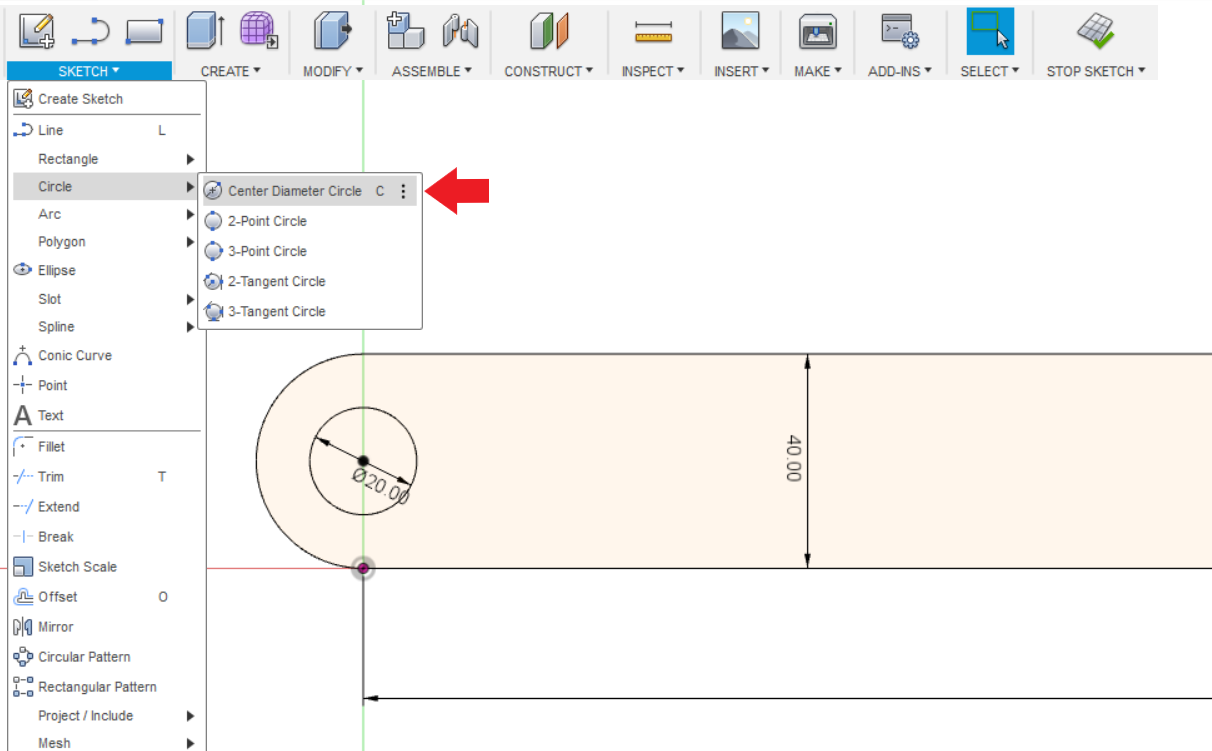 SKETCH ▾
CREATE ▾
MODIFY ▾
ASSEMBLE ▾
CONSTRUCT ▾
INSPECT ▾
INSERT ▾
MAKE ▾
ADD-INS ▾
SELECT ▾
STOP SKETCH ▾
Create Sketch
Line L
Rectangle
Circle
Center Diameter Circle C
2-Point Circle
3-Point Circle
2-Tangent Circle
3-Tangent Circle
Arc
Polygon
Ellipse
Slot
Spline
Conic Curve
Point
A Text
Fillet
Trim T
Extend
Break
Sketch Scale
Offset O
Mirror
Circular Pattern
Rectangular Pattern
Project / Include
Mesh
Ø20.00
40.00